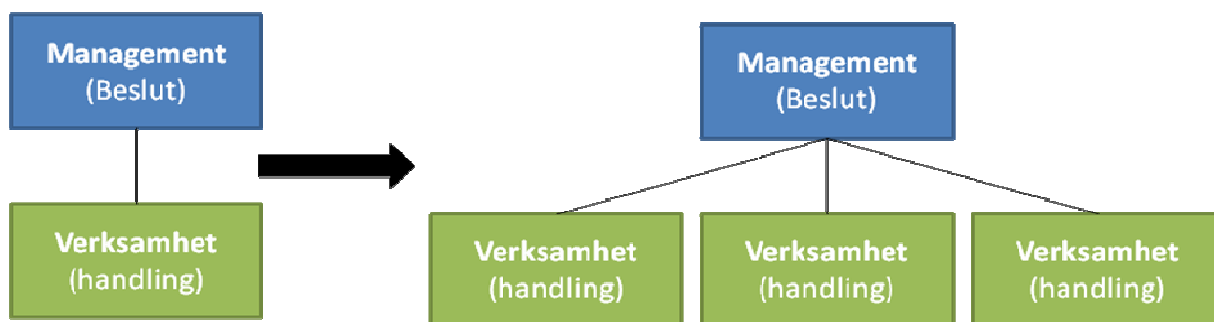 Management
(Beslut)
Verksamhet
(handling)
Management
(Beslut)
Verksamhet
(handling)
Verksamhet
(handling)
Verksamhet
(handling)